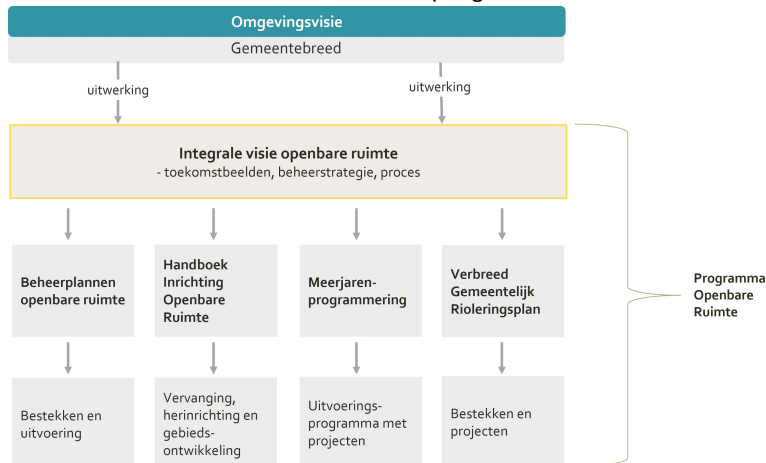 Omgevingsvisie
Gemeentebreed
uitwerking
uitwerking
Integrale visie openbare ruimte
- toekomstbeelden, beheerstrategie, proces
Beheerplannen
openbare ruimte
Handboek
Inrichting
Openbare
Ruimte
Meerjaren-
programmering
Verbreed
Gemeentelijk
Rioleringsplan
Programma
Openbare
Ruimte
Bestekken en
uitvoering
Vervanging,
herinrichting en
gebieds-
ontwikkeling
Uitvoerings-
programma met
projecten
Bestekken en
projecten